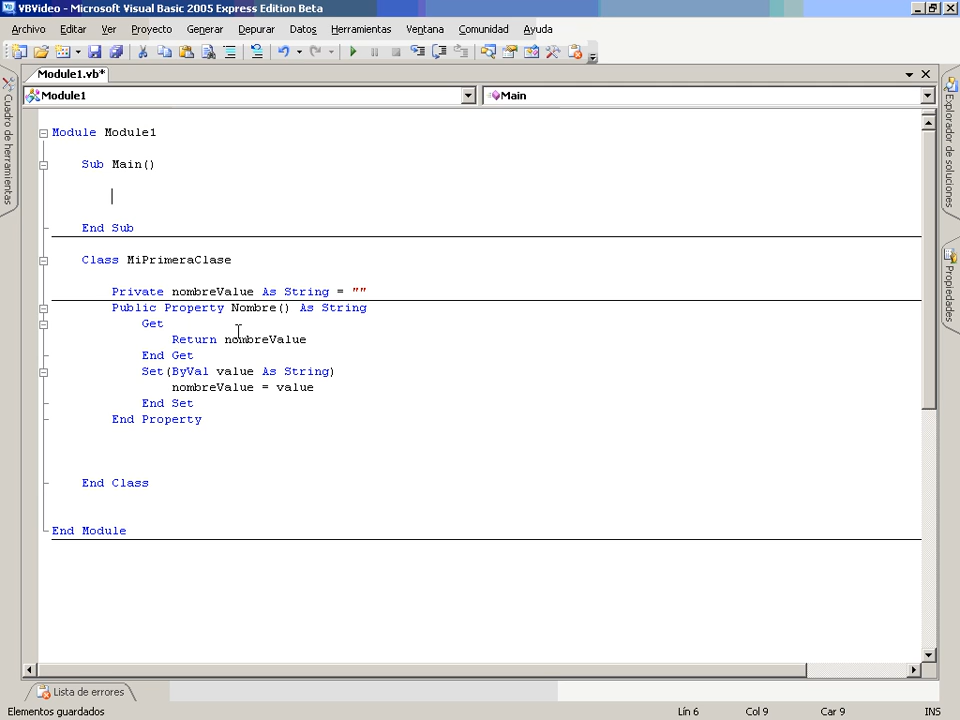 VBVideo - Microsoft Visual Basic 2005 Express Edition Beta
Archivo Editar Ver Proyecto Generar Depurar Datos Herramientas Ventana Comunidad Ayuda
Module1.vb*
Module1 Main
Cuadro de herramientas
Explorador de soluciones
Propiedades
Module Module1
Sub Main()
End Sub
Class MiPrimeraClase
Private nombreValue As String = ""
Public Property Nombre() As String
Get
Return nombreValue
End Get
Set(ByVal value As String)
nombreValue = value
End Set
End Property
End Class
End Module
Lista de errores
Elementos guardados Lín 6 Col 9 Car 9 INS